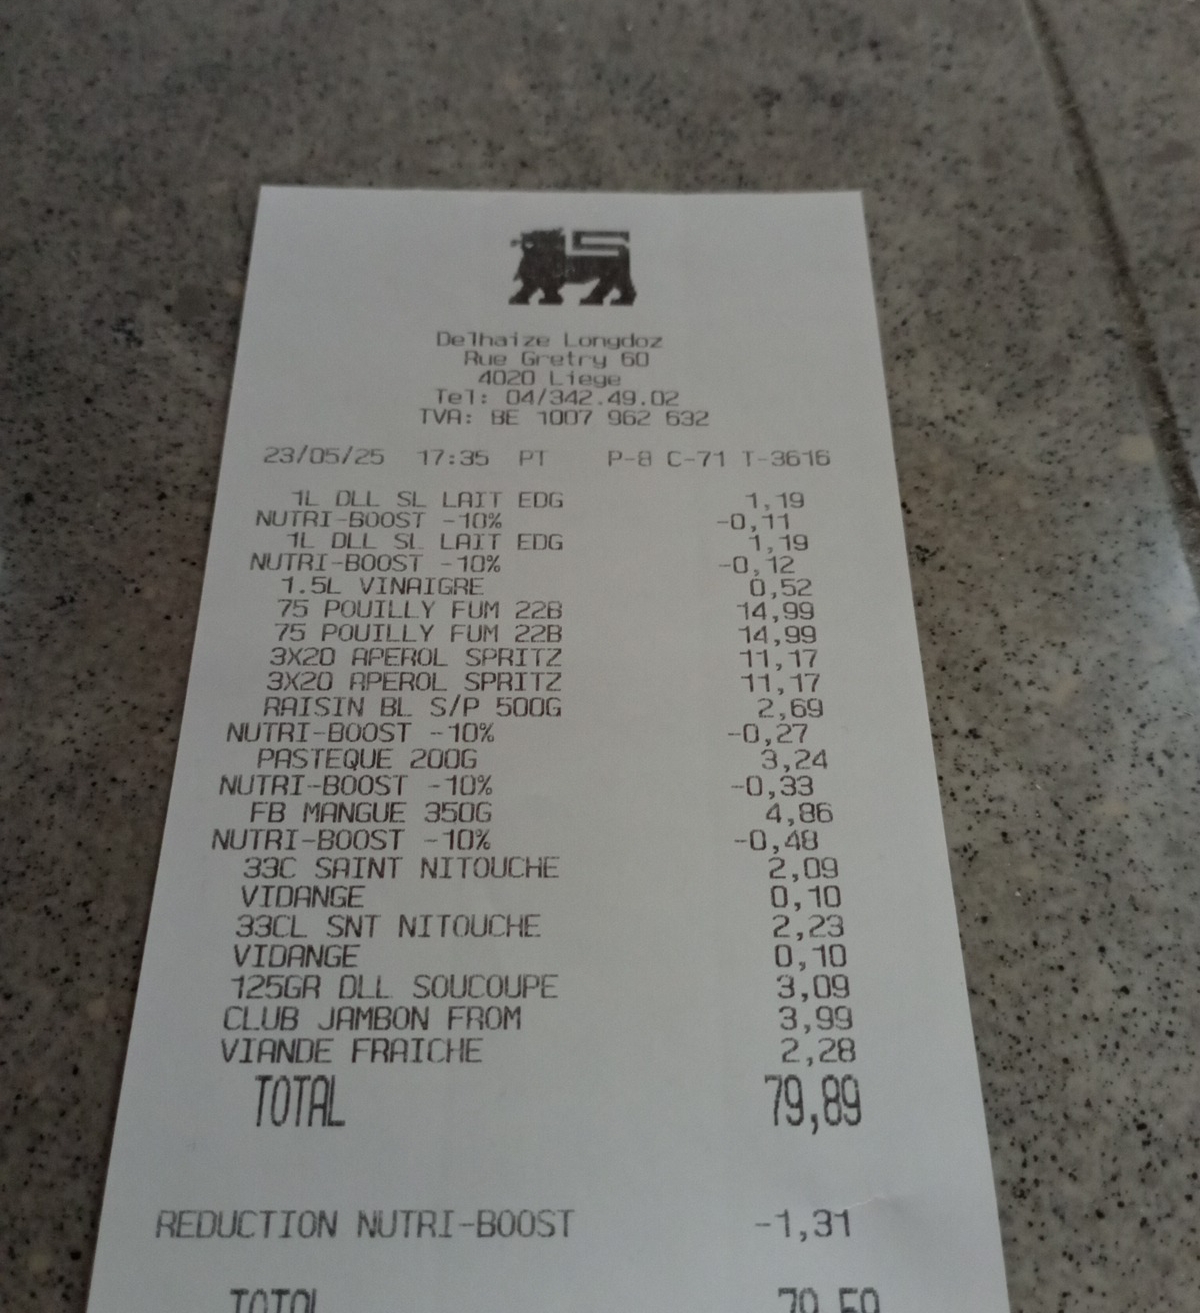 Delhaize Longdoz
Rue Gretry 60
4020 Liege
Tel: 04/342.49.02
TVA: BE 1007 962 632
23/05/25 17:35 PT P-8 C-71 T-3616
1L DLL SL LAIT EDG 1,19
NUTRI-BOOST -10% -0,11
1L DLL SL LAIT EDG 1,19
NUTRI-BOOST -10% -0,12
1.5L VINAIGRE 0,52
75 POUILLY FUM 22B 14,99
75 POUILLY FUM 22B 14,99
3X20 APEROL SPRITZ 11,17
3X20 APEROL SPRITZ 11,17
RAISIN BL S/P 500G 2,69
NUTRI-BOOST -10% -0,27
PASTEQUE 200G 3,24
NUTRI-BOOST -10% -0,33
FB MANGUE 350G 4,86
NUTRI-BOOST -10% -0,48
33C SAINT NITOUCHE 2,09
VIDANGE 0,10
33CL SNT NITOUCHE 2,23
VIDANGE 0,10
125GR DLL SOUCOUPE 3,09
CLUB JAMBON FROM 3,99
VIANDE FRAICHE 2,28
TOTAL 79,89
REDUCTION NUTRI-BOOST -1,31
TOTAL